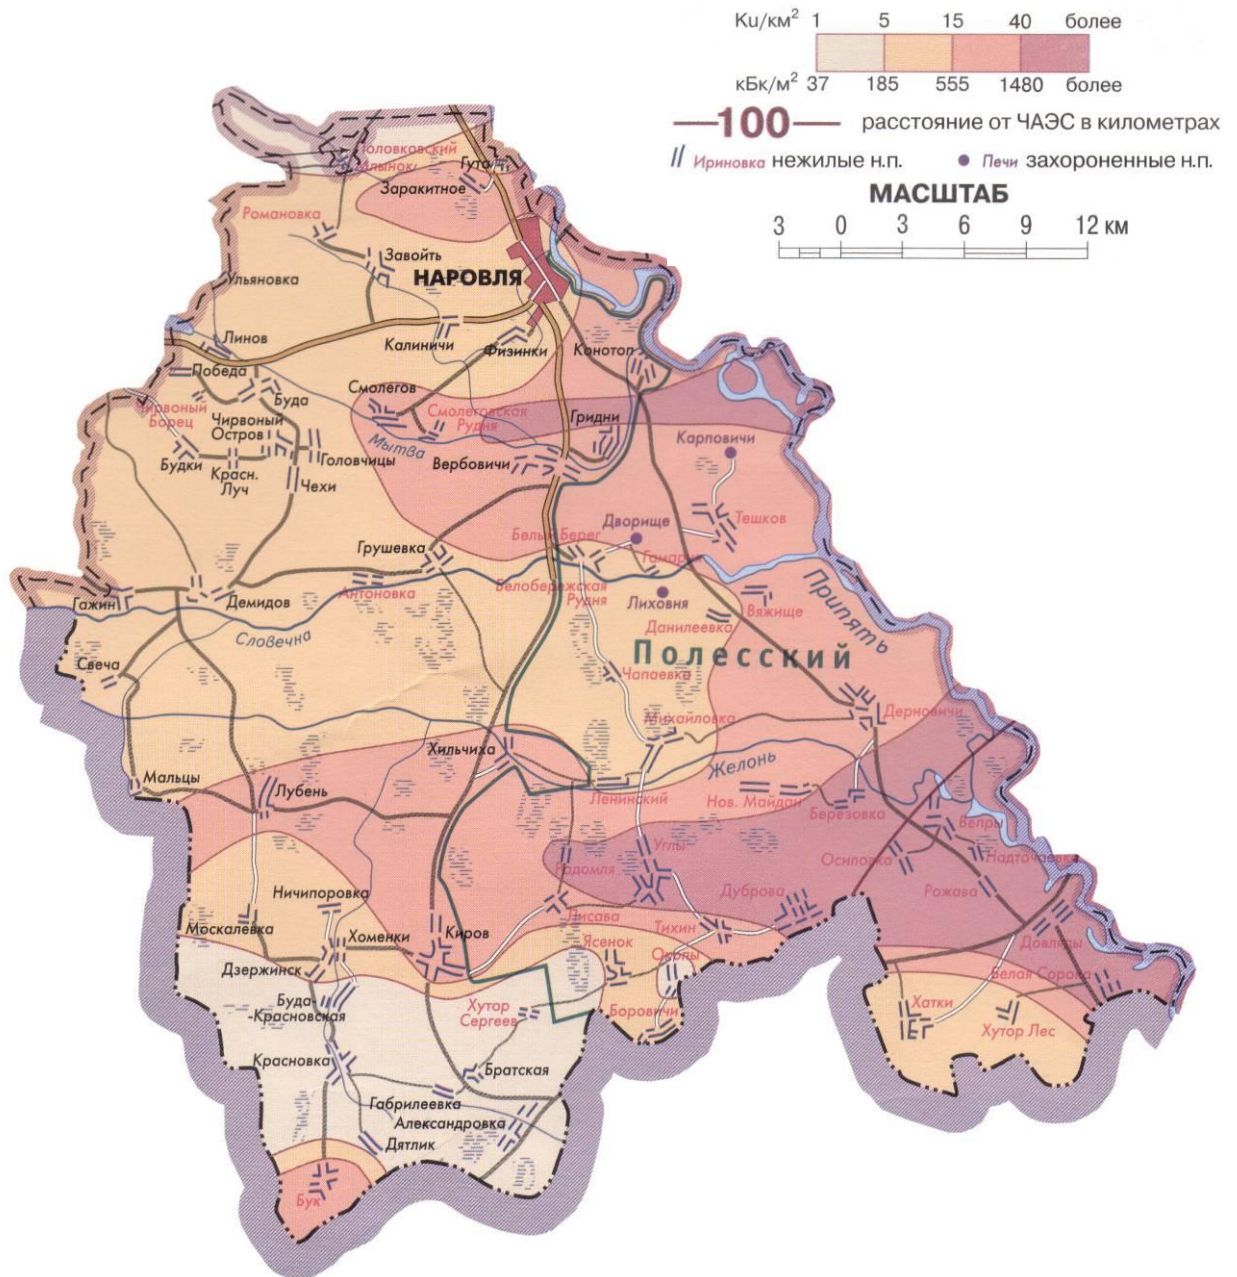 Ки/км² 1 5 15 40 более
кБк/м² 37 185 555 1480 более
100 расстояние от ЧАЭС в километрах
Ириновка нежилые н.п. Печи захороненные н.п.
МАСШТАБ
3 0 3 6 9 12 км
Головковский
Млынок
Гута
Заракитное
Романовка
Завойть
НАРОВЛЯ
Ульяновка
Линов
Калиничи
Физинки
Конотоп
Победа
Буда
Смолегов
Чирвоный
Борец
Смолеговская
Рудня
Гридни
Чирвоный
Остров
Мытва
Карповичи
Будки
Красн.
Луч
Головчицы
Вербовичи
Чехи
Тешков
Дворище
Белый Берег
Грушевка
Гамарня
Антоновка
Белобережская
Рудня
Припять
Гажин
Демидов
Лиховня
Вяжище
Данилеевка
Словечна
Полесский
Свеча
Чапаевка
Михайловка
Дерновичи
Хильчиха
Желонь
Мальцы
Лубень
Ленинский
Нов. Майдан
Березовка
Вепры
Углы
Осиповка
Надточаевка
Радомля
Дуброва
Рожава
Ничипоровка
Лисава
Москалевка
Хоменки
Киров
Тихин
Довляды
Ясенок
Окопы
Дзержинск
Белая Сорока
Буда-
-Красновская
Хутор
Сергеев
Боровичи
Хатки
Хутор Лес
Красновка
Братская
Габрилеевка
Александровка
Дятлик
Бук